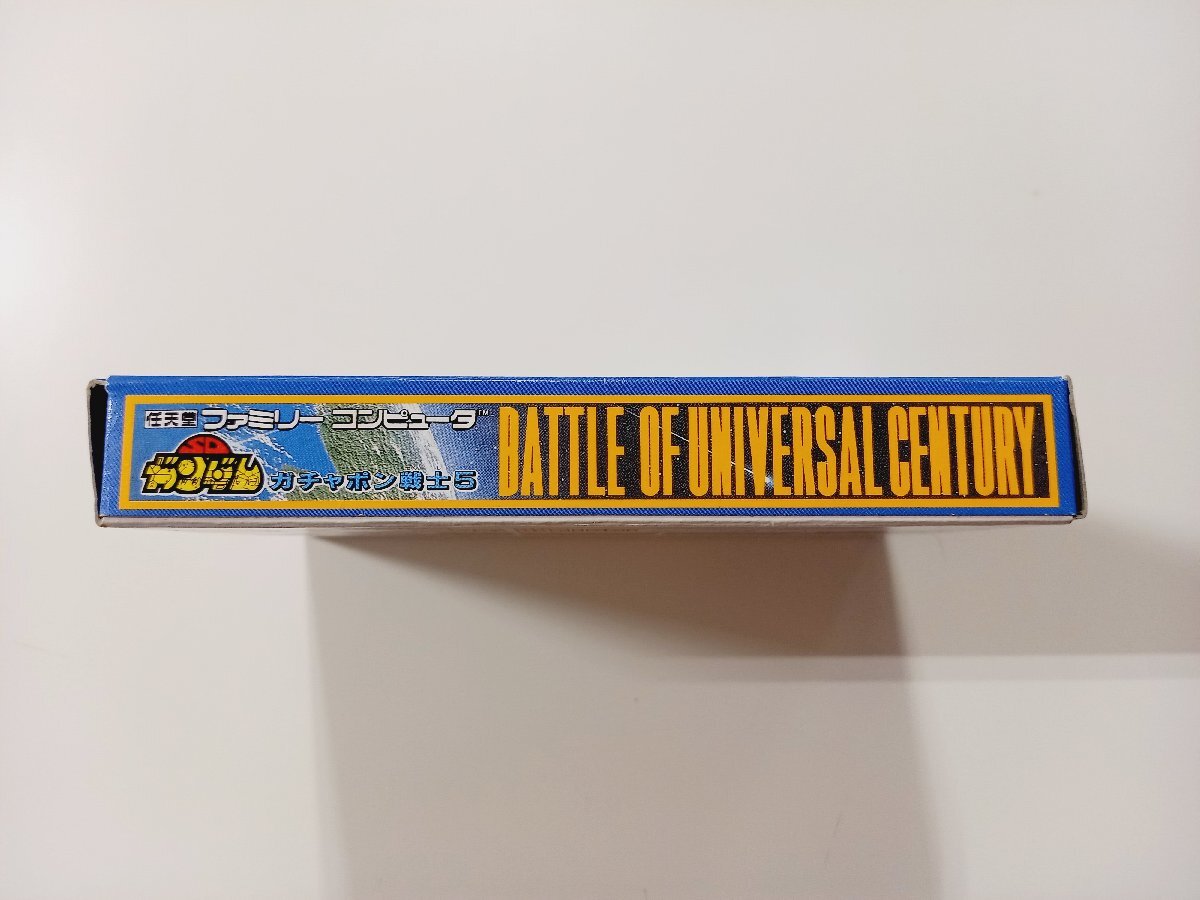 任天堂 ファミリー コンピュータ™
SD ガンダム ガチャポン戦士5
BATTLE OF UNIVERSAL CENTURY